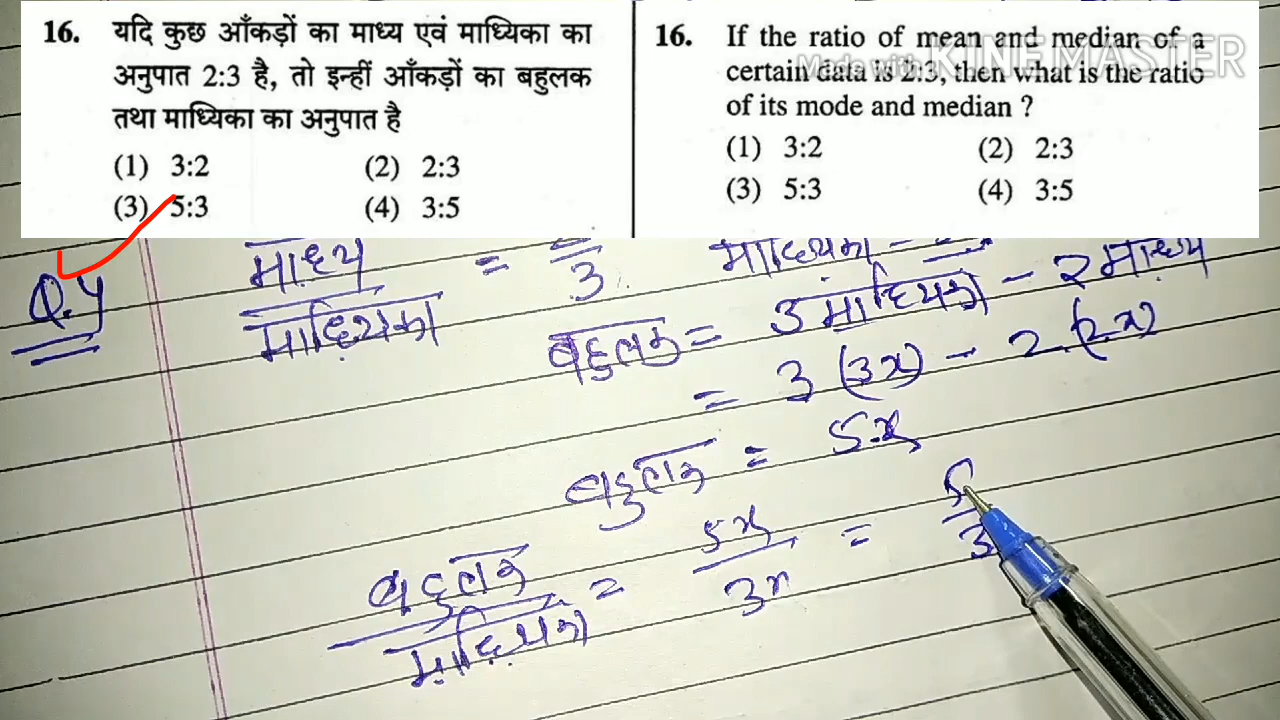 16. यदि कुछ आँकड़ों का माध्य एवं माध्यिका का
अनुपात 2:3 है, तो इन्हीं आँकड़ों का बहुलक
तथा माध्यिका का अनुपात है
(1) 3:2 (2) 2:3
(3) 5:3 (4) 3:5
16. If the ratio of mean and median of a
certain data is 2:3, then what is the ratio
of its mode and median ?
(1) 3:2 (2) 2:3
(3) 5:3 (4) 3:5
Made with KINEMASTER
Q.4
माध्य
माध्यिका
= 3
माध्यिका =
बहुलक = 3 माध्यिका - 2 माध्य
= 3 (3x) - 2 (2x)
बहुलक = 5x
बहुलक / माध्यिका = 5x / 3x = 5 / 3